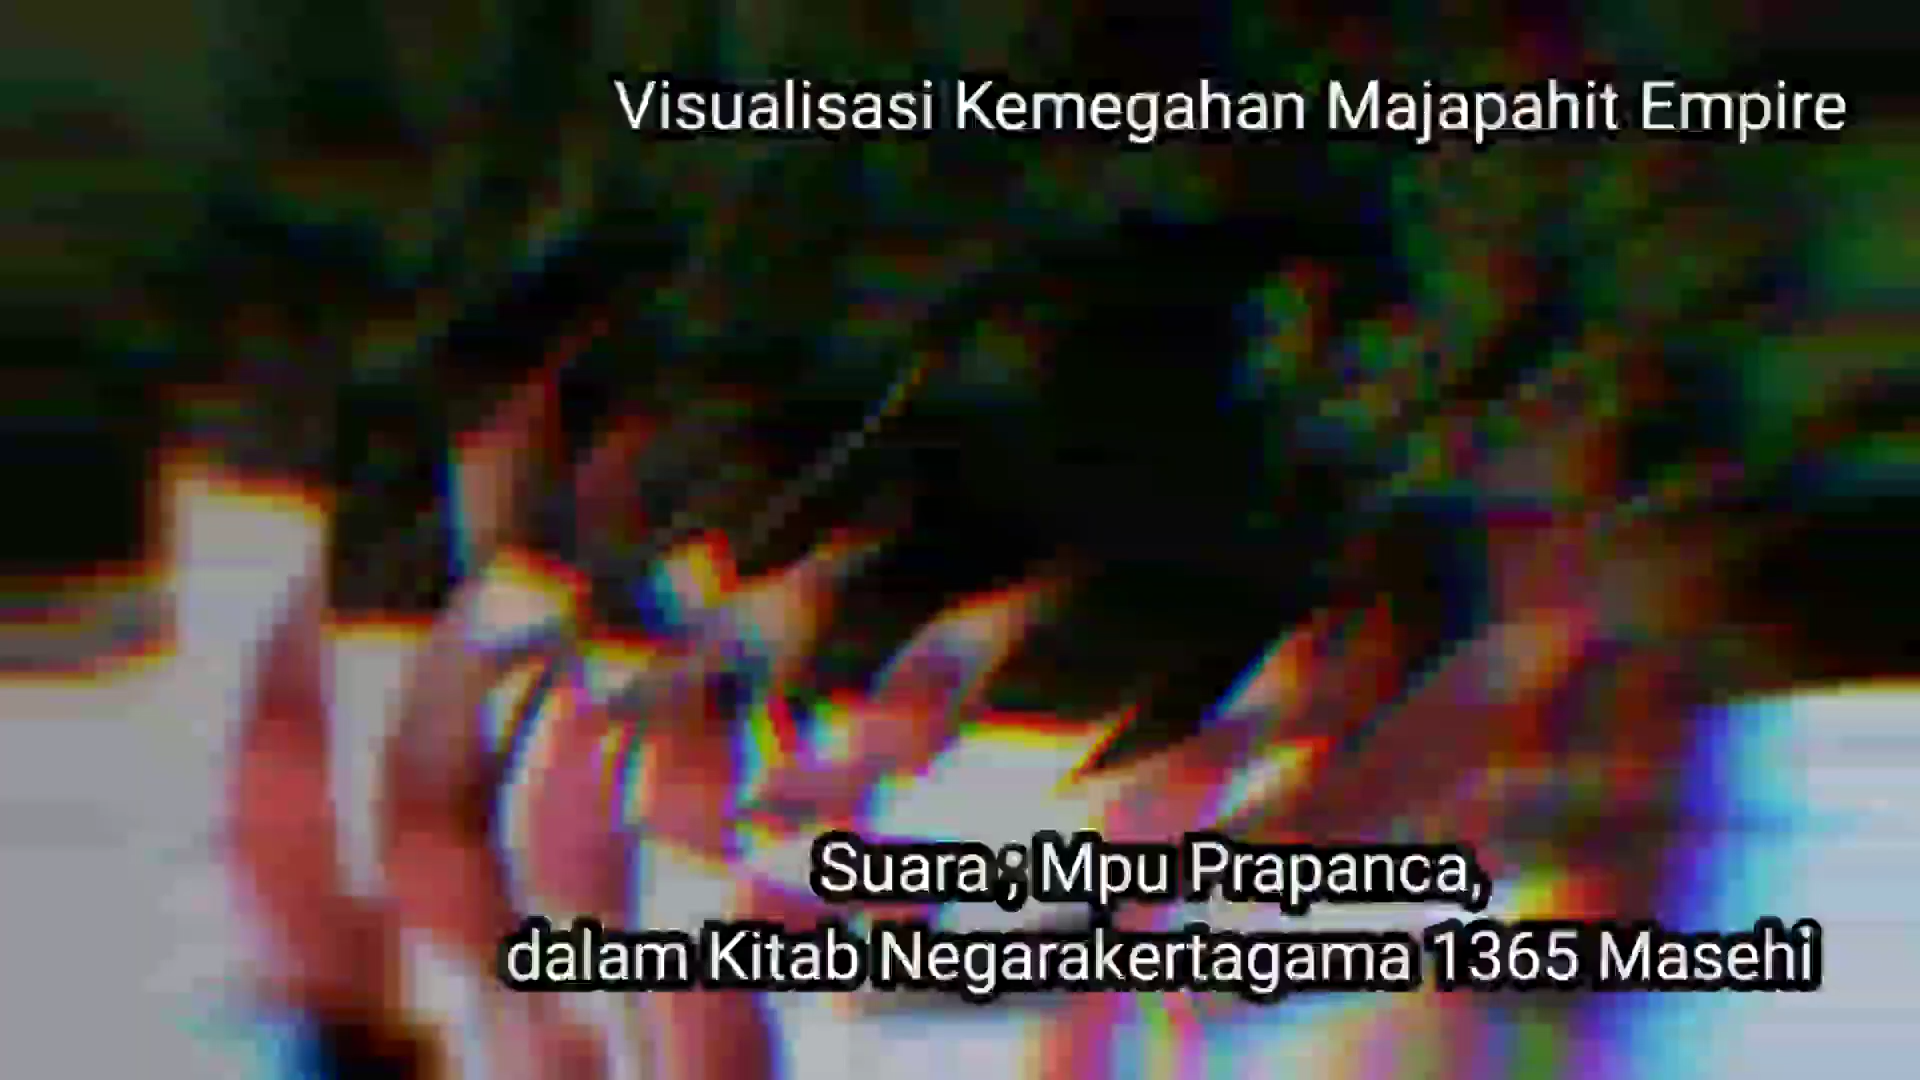 Visualisasi Kemegahan Majapahit Empire
Suara ; Mpu Prapanca,
dalam Kitab Negarakertagama 1365 Masehi